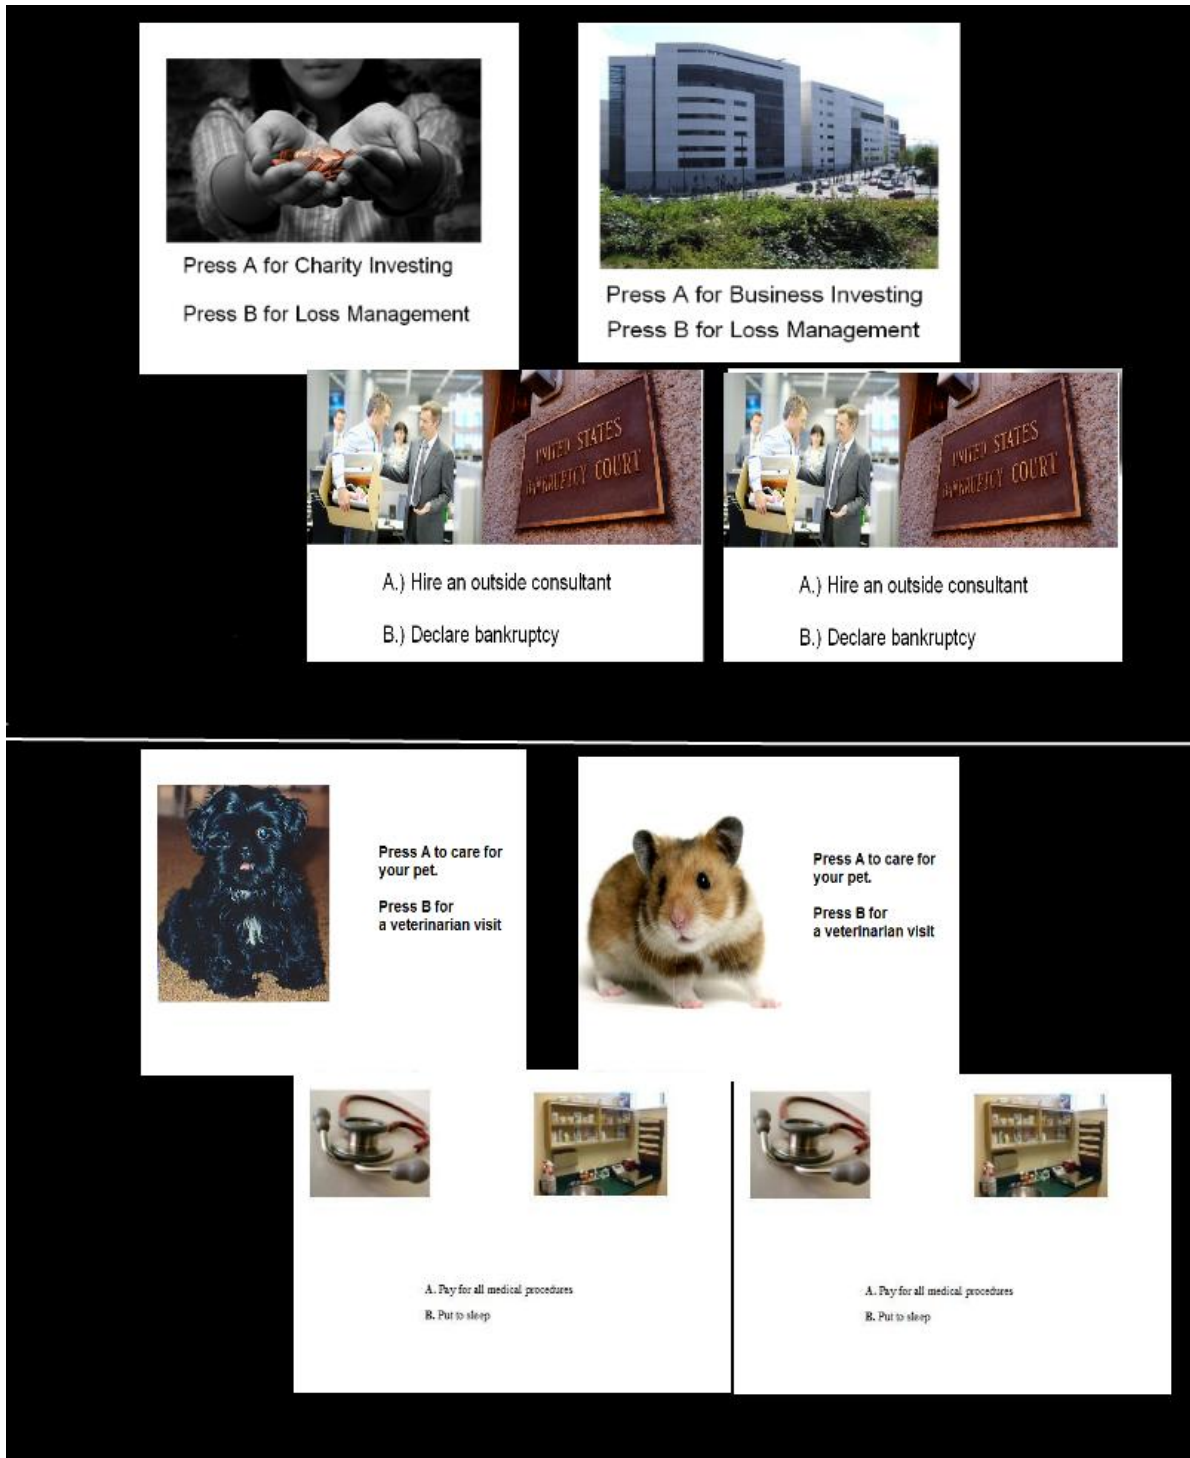 Press A for Charity Investing
Press B for Loss Management
Press A for Business Investing
Press B for Loss Management
UNITED STATES
BANKRUPTCY COURT
A.) Hire an outside consultant
B.) Declare bankruptcy
UNITED STATES
BANKRUPTCY COURT
A.) Hire an outside consultant
B.) Declare bankruptcy
Press A to care for
your pet.
Press B for
a veterinarian visit
Press A to care for
your pet.
Press B for
a veterinarian visit
A. Pay for all medical procedures
B. Put to sleep
A. Pay for all medical procedures
B. Put to sleep